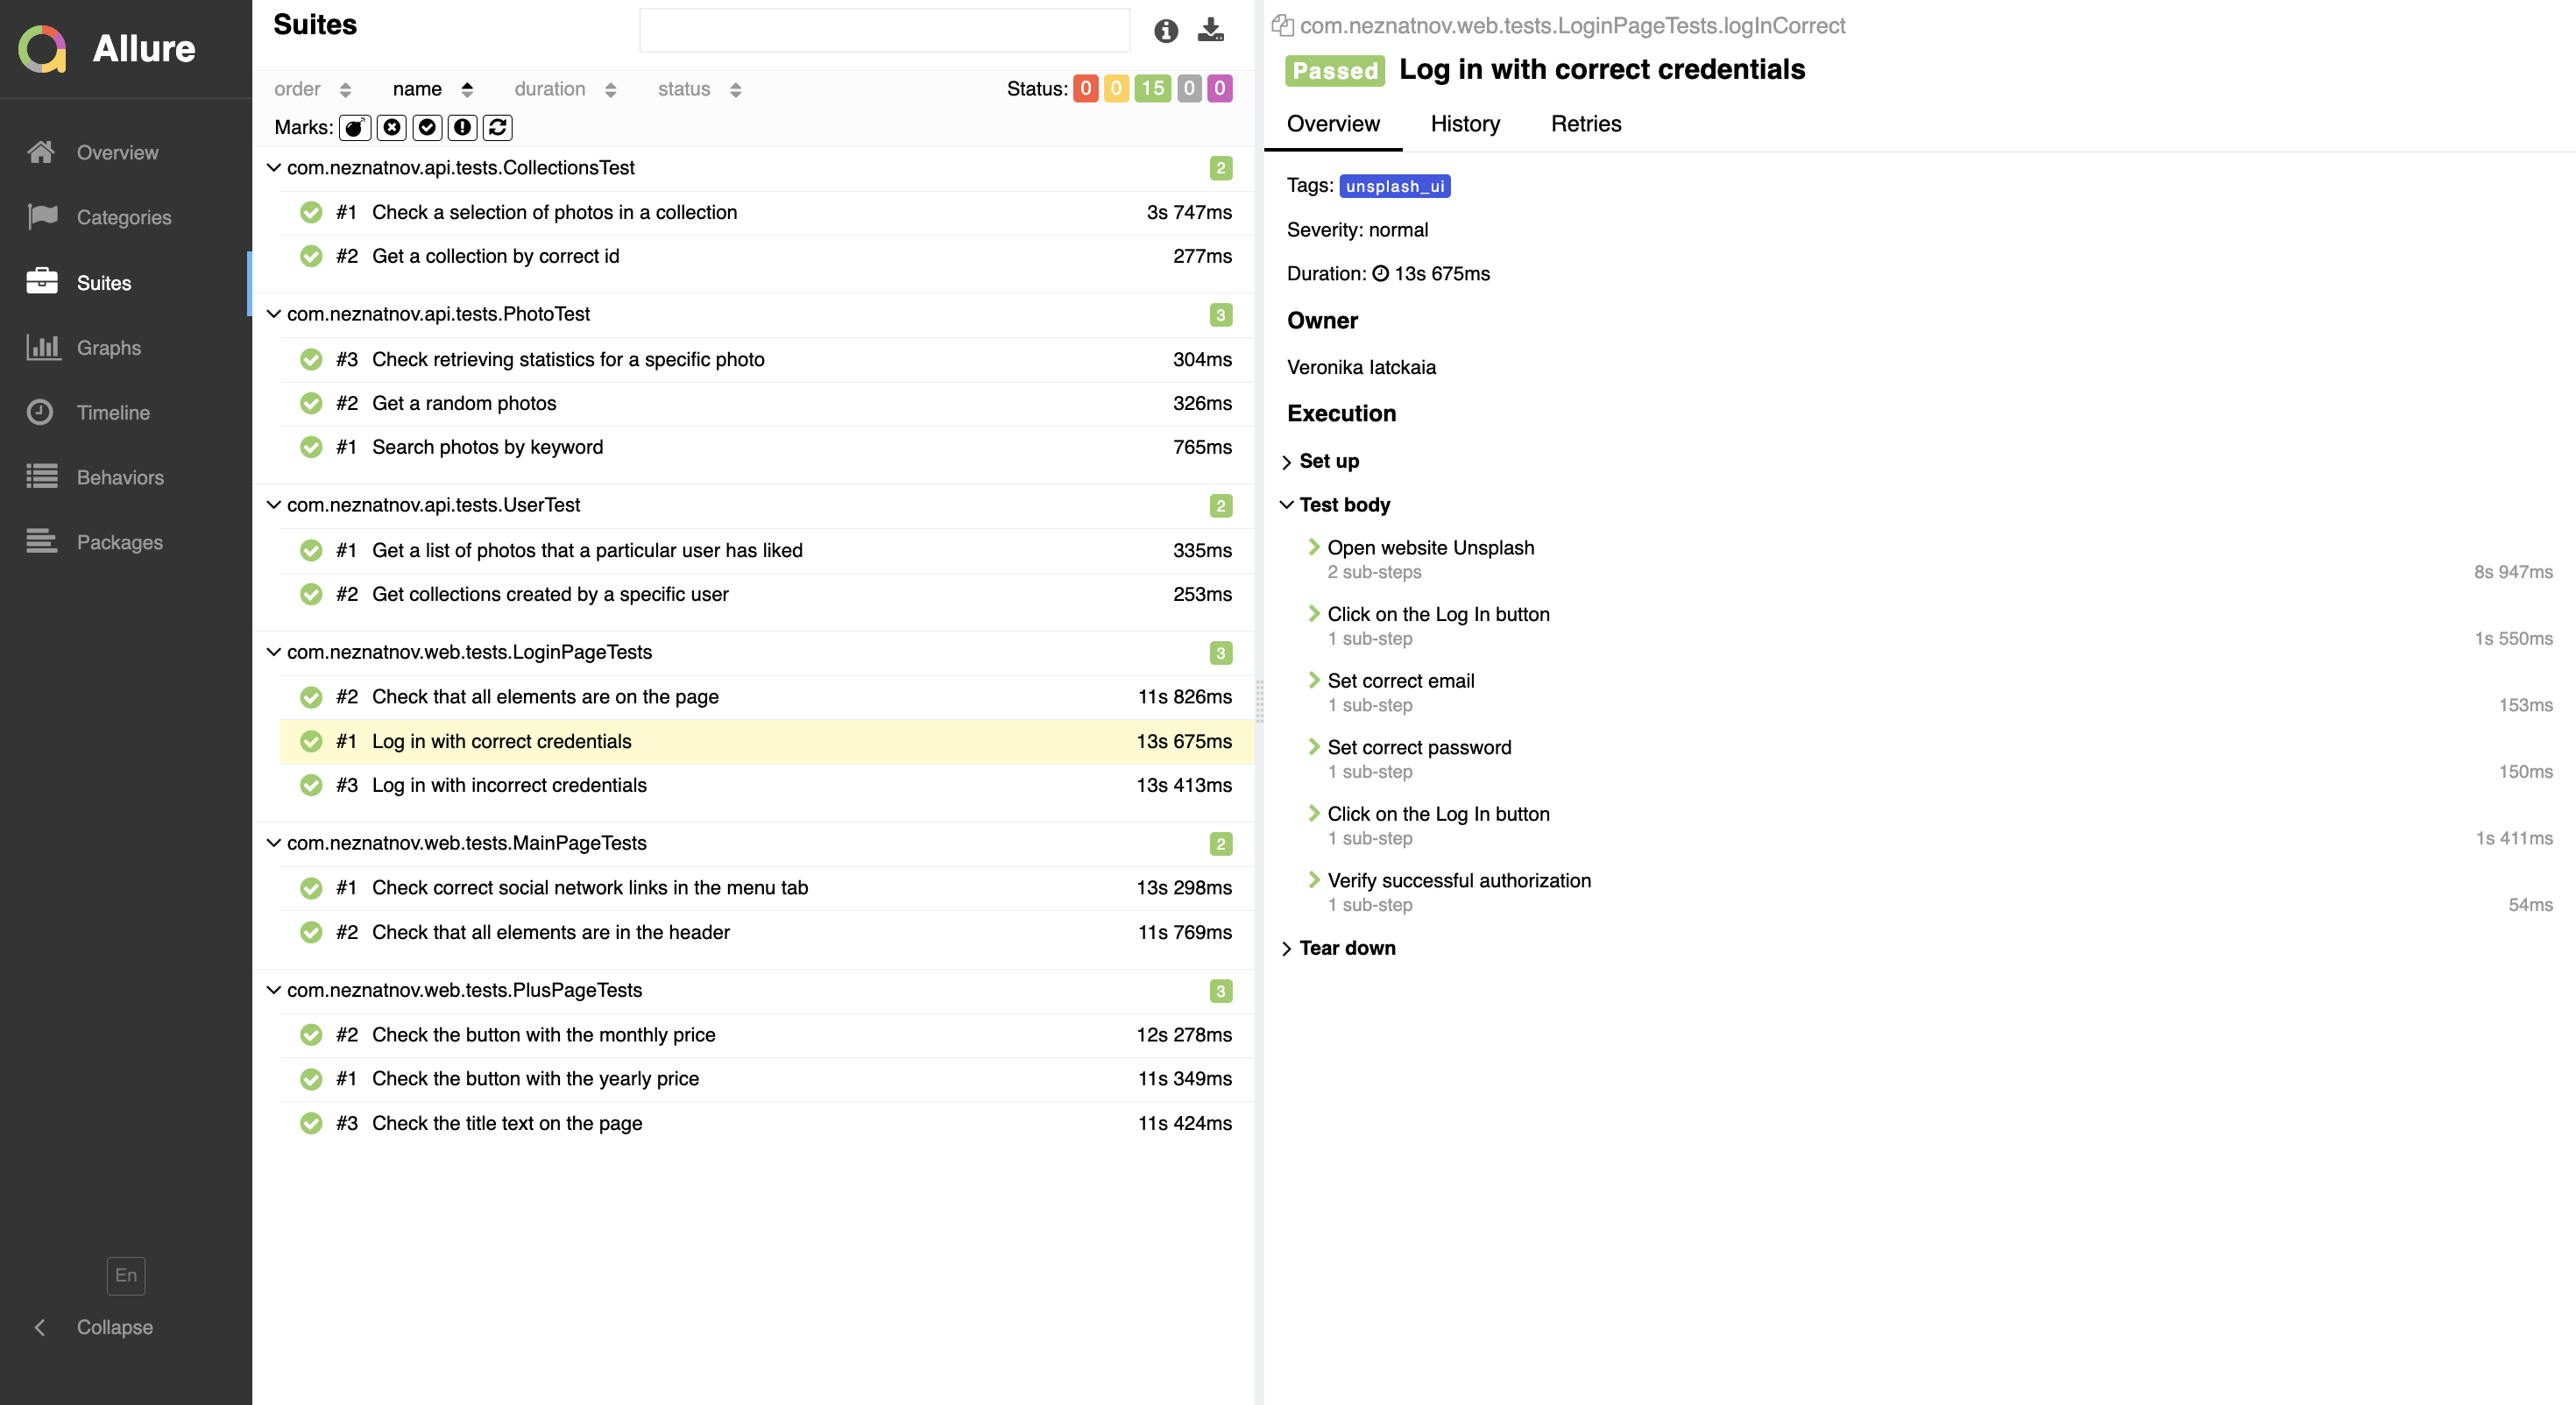 Allure
Overview
Categories
Suites
Graphs
Timeline
Behaviors
Packages
En
Collapse
Suites
order name duration status Status: 0 0 15 0 0
Marks:
com.neznatnov.api.tests.CollectionsTest 2
#1 Check a selection of photos in a collection 3s 747ms
#2 Get a collection by correct id 277ms
com.neznatnov.api.tests.PhotoTest 3
#3 Check retrieving statistics for a specific photo 304ms
#2 Get a random photos 326ms
#1 Search photos by keyword 765ms
com.neznatnov.api.tests.UserTest 2
#1 Get a list of photos that a particular user has liked 335ms
#2 Get collections created by a specific user 253ms
com.neznatnov.web.tests.LoginPageTests 3
#2 Check that all elements are on the page 11s 826ms
#1 Log in with correct credentials 13s 675ms
#3 Log in with incorrect credentials 13s 413ms
com.neznatnov.web.tests.MainPageTests 2
#1 Check correct social network links in the menu tab 13s 298ms
#2 Check that all elements are in the header 11s 769ms
com.neznatnov.web.tests.PlusPageTests 3
#2 Check the button with the monthly price 12s 278ms
#1 Check the button with the yearly price 11s 349ms
#3 Check the title text on the page 11s 424ms
com.neznatnov.web.tests.LoginPageTests.logInCorrect
Passed Log in with correct credentials
Overview History Retries
Tags: unsplash_ui
Severity: normal
Duration: 13s 675ms
Owner
Veronika Iatckaia
Execution
Set up
Test body
Open website Unsplash
2 sub-steps 8s 947ms
Click on the Log In button
1 sub-step 1s 550ms
Set correct email
1 sub-step 153ms
Set correct password
1 sub-step 150ms
Click on the Log In button
1 sub-step 1s 411ms
Verify successful authorization
1 sub-step 54ms
Tear down